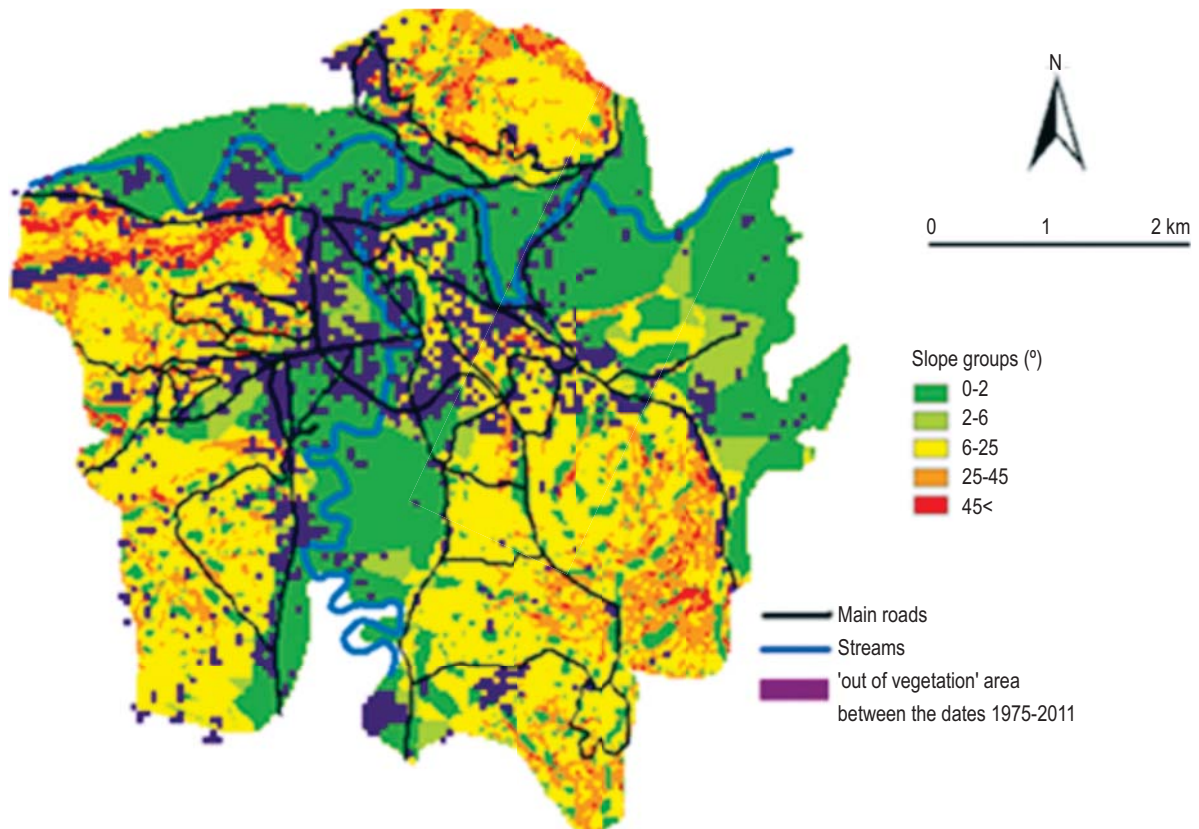 N
0 1 2 km
Slope groups (º)
0-2
2-6
6-25
25-45
45<
Main roads
Streams
'out of vegetation' area
between the dates 1975-2011